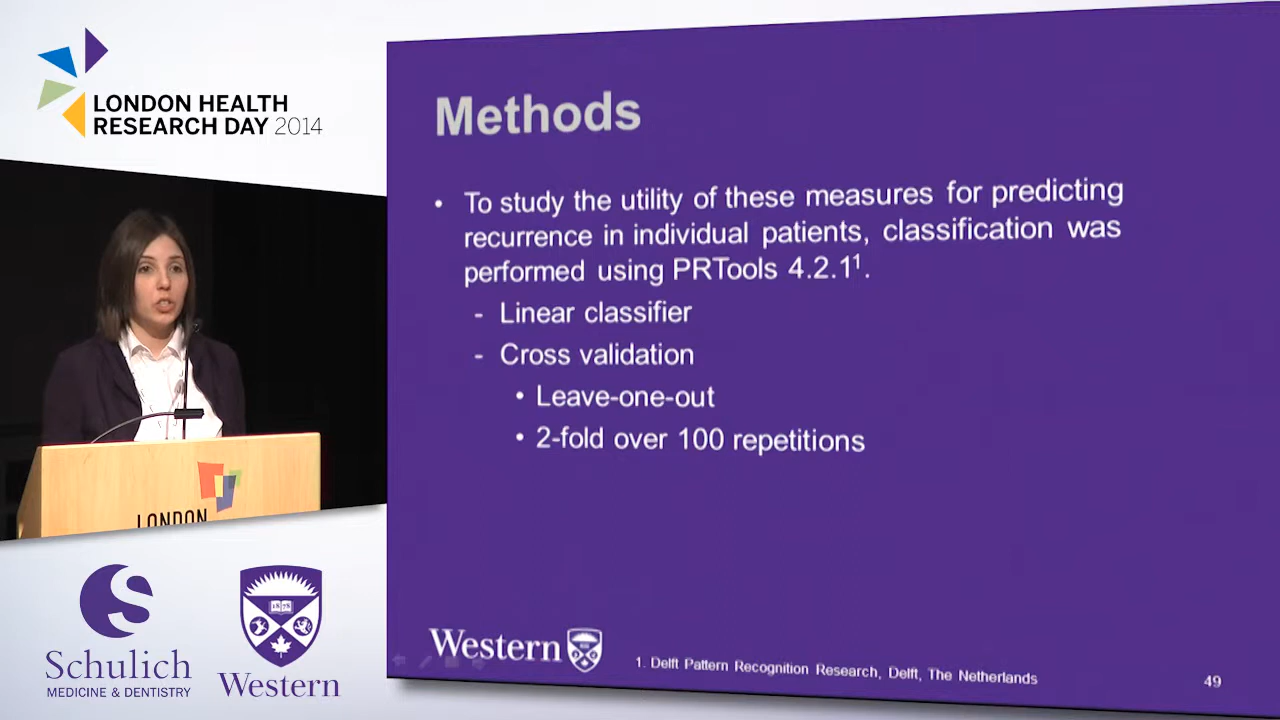 LONDON HEALTH
RESEARCH DAY 2014
Methods
• To study the utility of these measures for predicting
recurrence in individual patients, classification was
performed using PRTools 4.2.1¹.
- Linear classifier
- Cross validation
• Leave-one-out
• 2-fold over 100 repetitions
LONDON
Schulich
MEDICINE & DENTISTRY
1878
Western
Western
1. Delft Pattern Recognition Research, Delft, The Netherlands
49